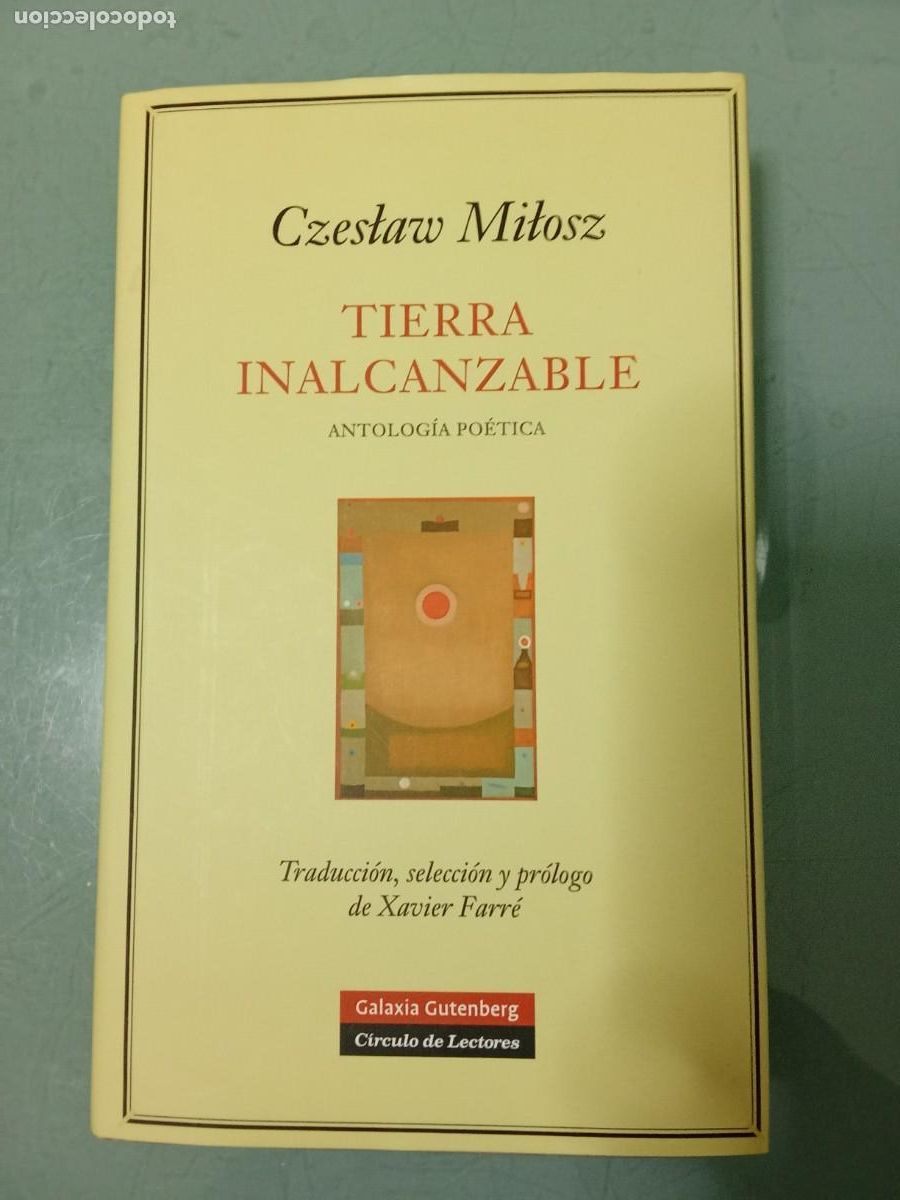 todocoleccion
Czesław Miłosz
TIERRA
INALCANZABLE
ANTOLOGÍA POÉTICA
Traducción, selección y prólogo
de Xavier Farré
Galaxia Gutenberg
Círculo de Lectores